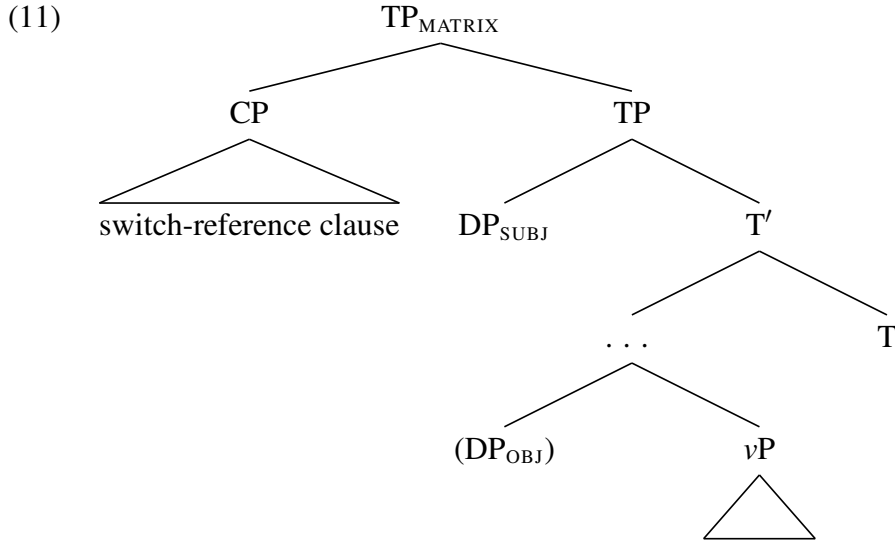 (11) TP_MATRIX
CP TP
switch-reference clause DP_SUBJ T′
. . . T
(DP_OBJ) vP